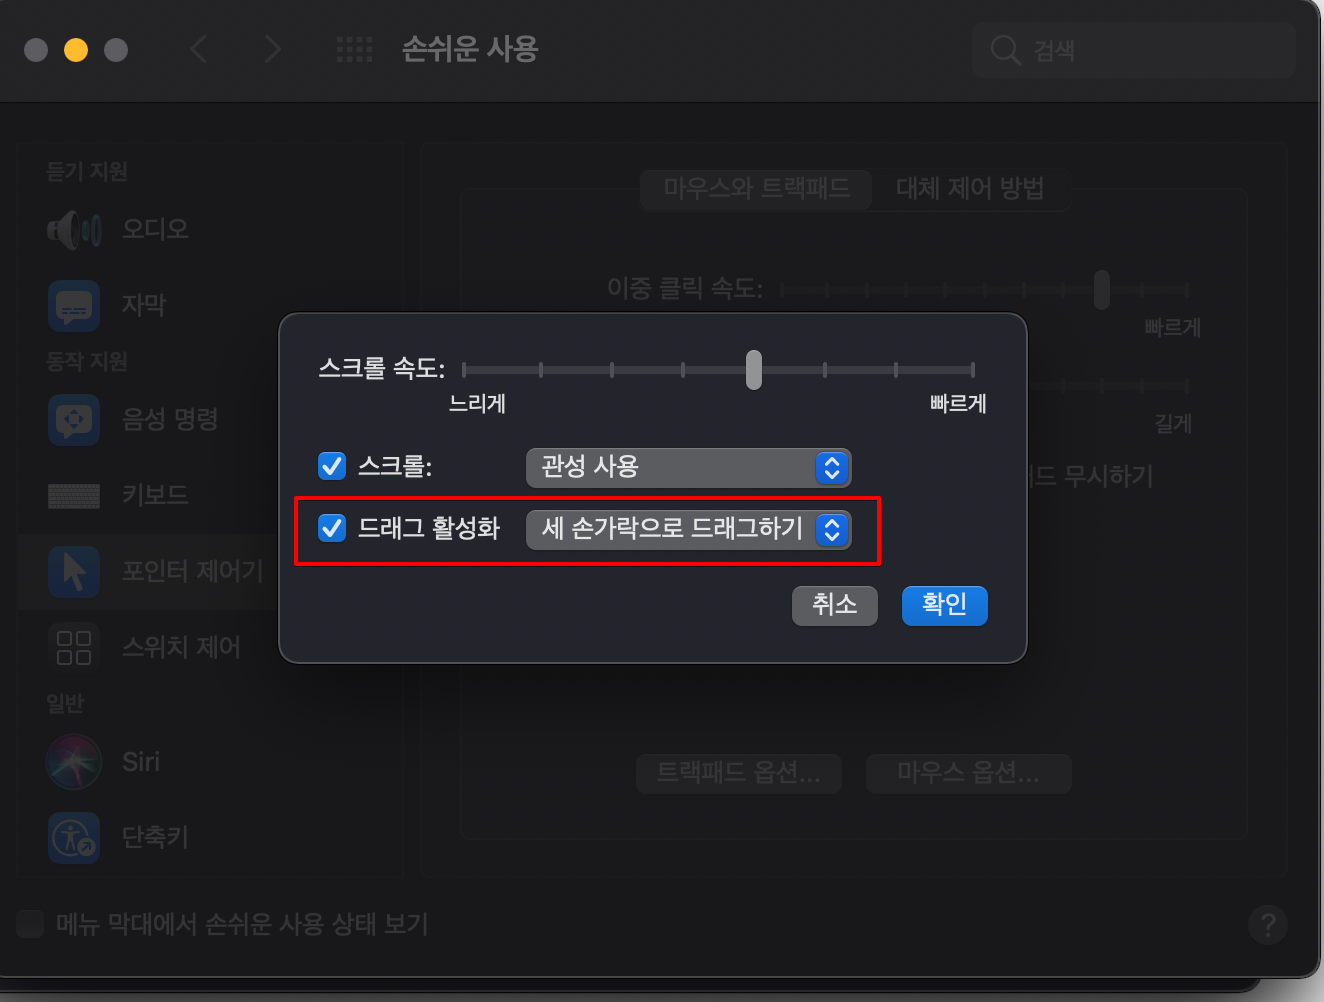 손쉬운 사용
검색
듣기 지원
오디오
자막
동작 지원
음성 명령
키보드
포인터 제어기
스위치 제어
일반
Siri
단축키
마우스와 트랙패드
대체 제어 방법
이중 클릭 속도:
빠르게
길게
드 무시하기
스크롤 속도:
느리게
빠르게
스크롤:
관성 사용
드래그 활성화
세 손가락으로 드래그하기
취소
확인
트랙패드 옵션...
마우스 옵션...
메뉴 막대에서 손쉬운 사용 상태 보기
?